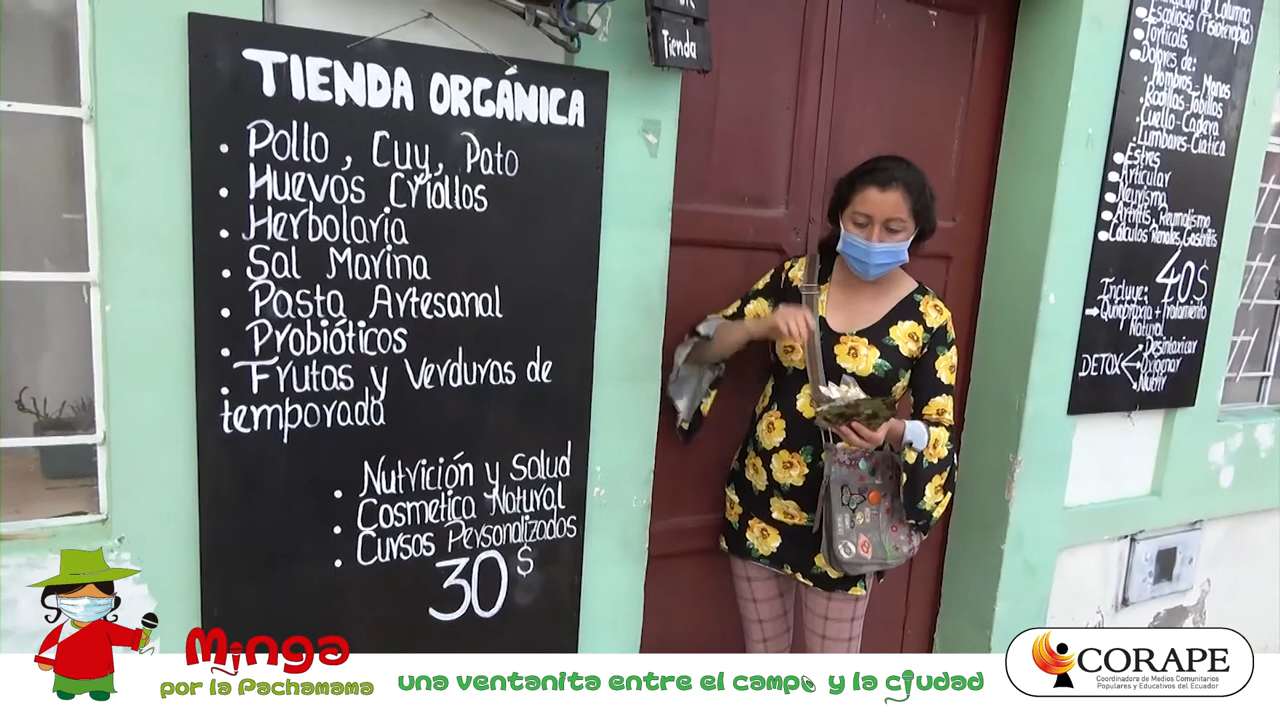 TIENDA ORGÁNICA
. Pollo, Cuy, Pato
. Huevos Criollos
. Herbolaria
. Sal Marina
. Pasta Artesanal
. Probióticos
. Frutas y Verduras de
temporada
. Nutrición y Salud
. Cosmetica Natural
. Cursos Personalizados
30$
Tienda
de Columna
• Escoliosis (Fisioterapia)
• Torticolis
• Dolores de:
. Hombros - Manos
. Rodillas-Tobillos
. Cuello-Cadera
. Lumbares-Ciatica
• Estres
• Articular
• Neurisma
• Artritis, Reumatismo
• Calculos Renales, Gastritis
40$
Incluye:
→ Quiropraxia + Tratamiento
Natural
DETOX
Desintoxicar
Oxigenar
Nutrir
Minga
por la Pachamama
una ventanita entre el campo y la ciudad
CORAPE
Coordinadora de Medios Comunitarios
Populares y Educativos del Ecuador